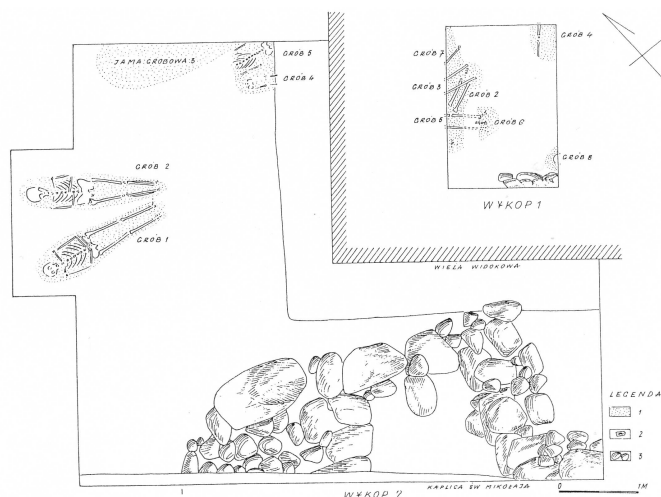 JAMA GROBOWA 3
GRÓB 5
GRÓB 4
GRÓB 2
GRÓB 1
GRÓB 4
GRÓB 7
GRÓB 3
GRÓB 2
GRÓB 5
GRÓB 6
GRÓB 8
WYKOP 1
WIEŻA WIDOKOWA
LEGENDA
1
2
3
KAPLICA ŚW MIKOŁAJA
0 1M
WYKOP 2